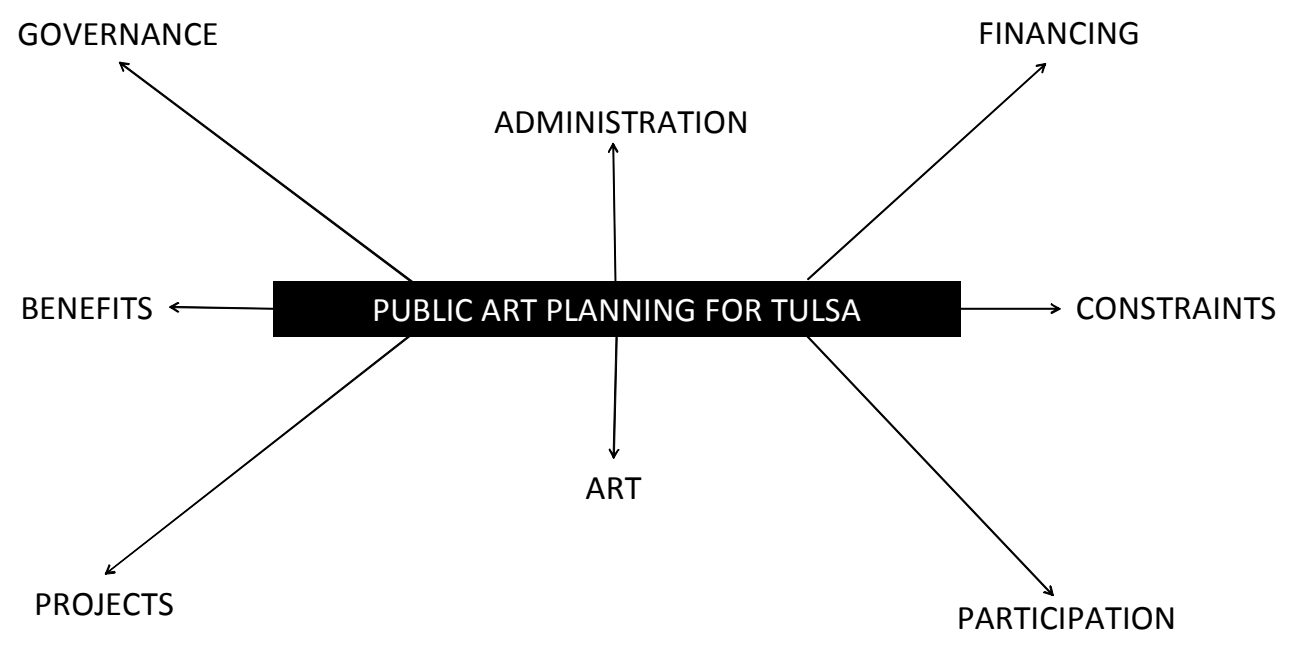 GOVERNANCE
FINANCING
ADMINISTRATION
BENEFITS
PUBLIC ART PLANNING FOR TULSA
CONSTRAINTS
ART
PROJECTS
PARTICIPATION